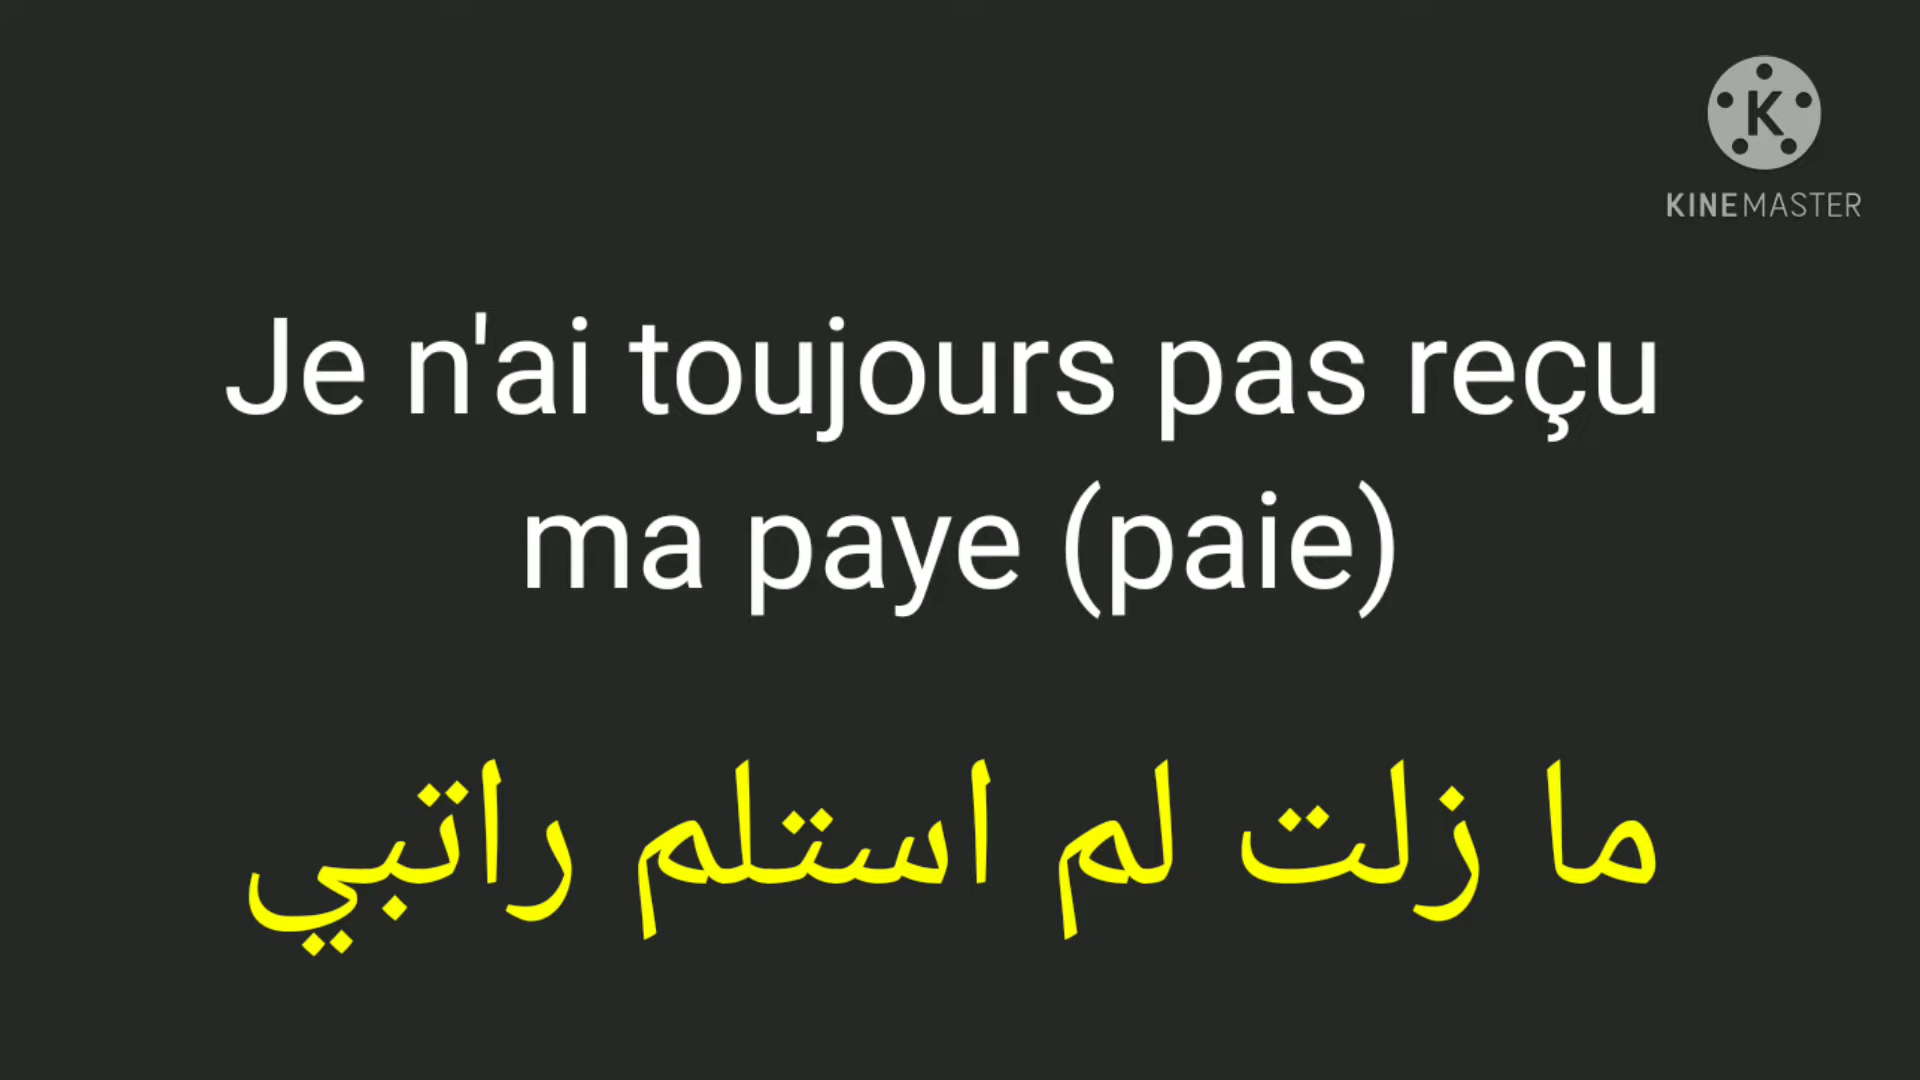 K
KINEMASTER
Je n'ai toujours pas reçu
ma paye (paie)
ما زلت لم استلم راتبي